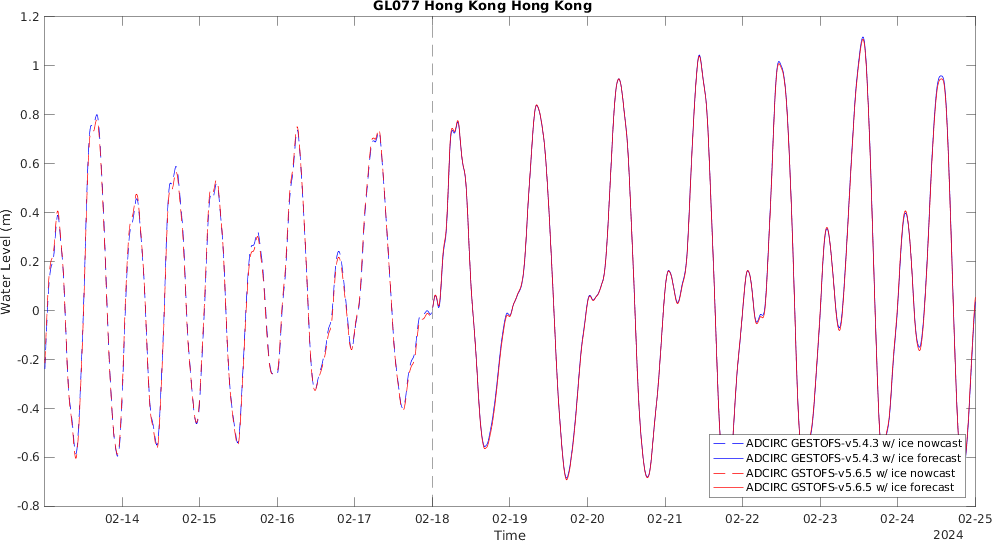 GL077 Hong Kong Hong Kong
1.2
1
0.8
0.6
0.4
0.2
0
-0.2
-0.4
-0.6
-0.8
Water Level (m)
ADCIRC GESTOFS-v5.4.3 w/ ice nowcast
ADCIRC GESTOFS-v5.4.3 w/ ice forecast
ADCIRC GSTOFS-v5.6.5 w/ ice nowcast
ADCIRC GSTOFS-v5.6.5 w/ ice forecast
02-14 02-15 02-16 02-17 02-18 02-19 02-20 02-21 02-22 02-23 02-24 02-25
Time
2024